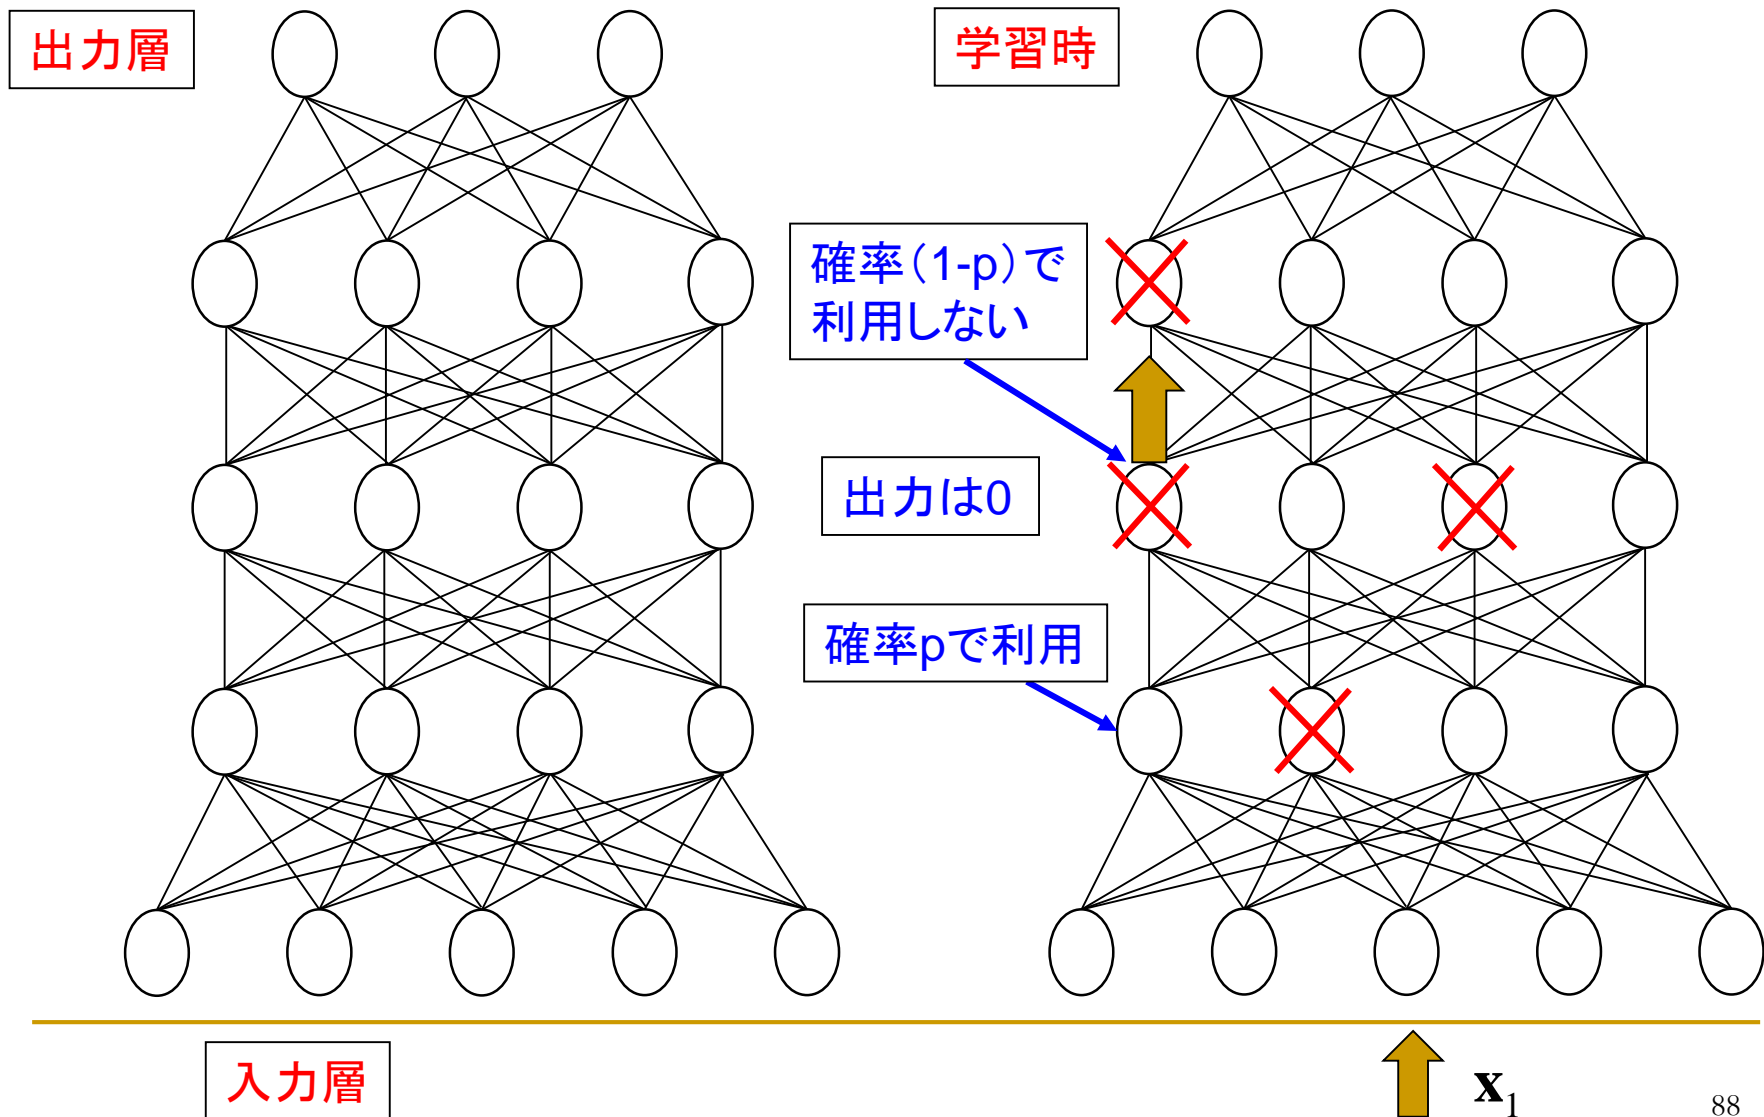 出力層
学習時
確率（1-p）で
利用しない
出力は0
確率pで利用
入力層
x1
88